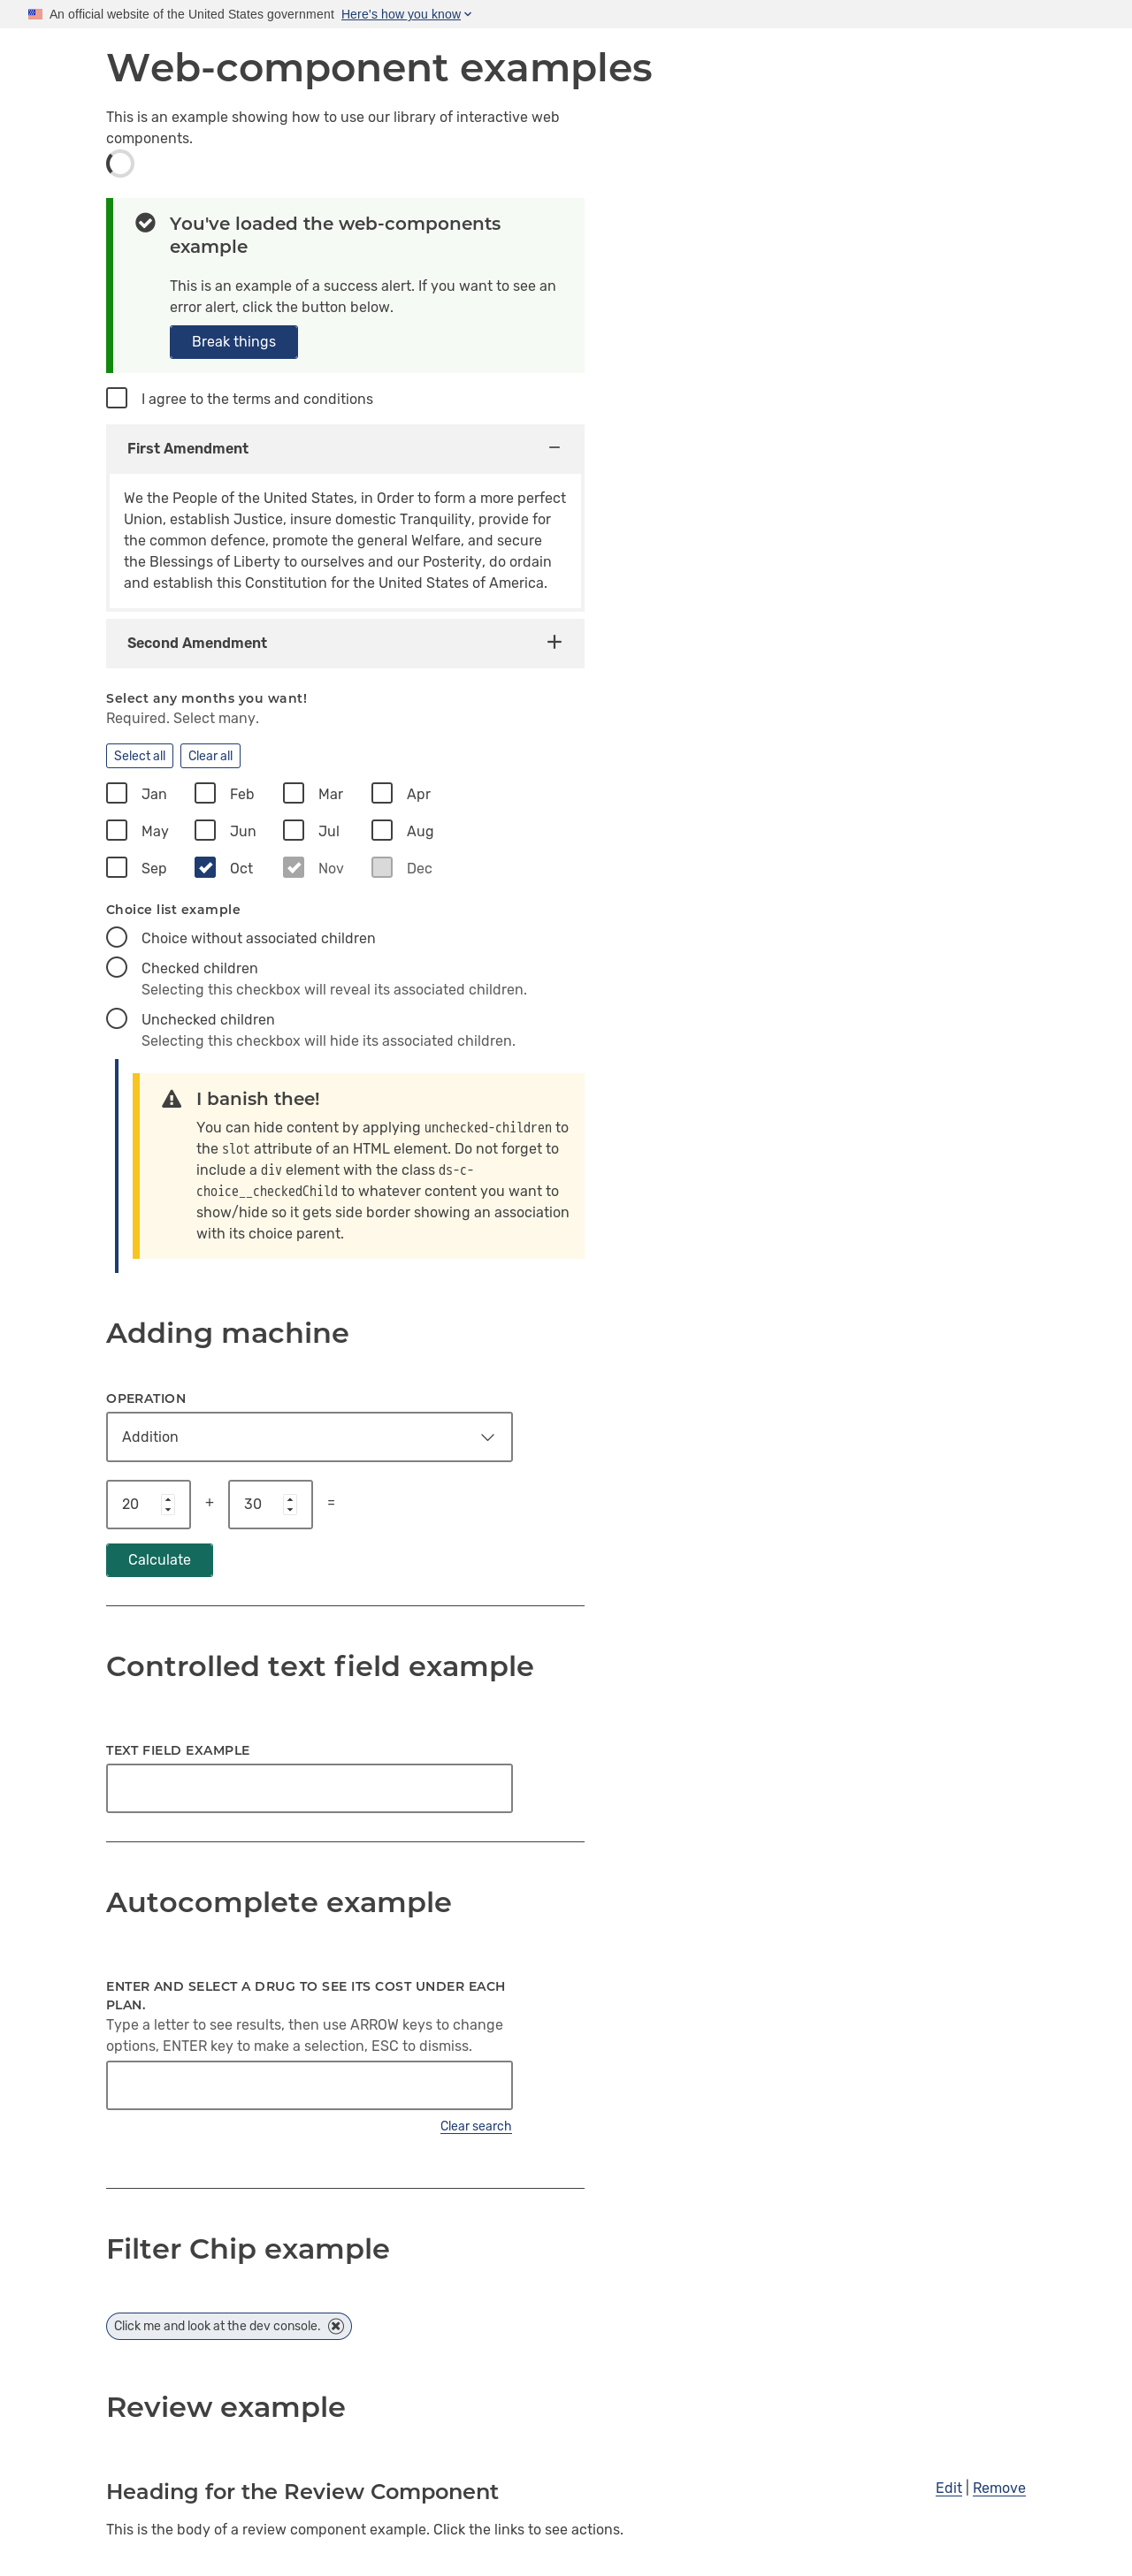 An official website of the United States government Here's how you know
Web-component examples
This is an example showing how to use our library of interactive web
components.
You've loaded the web-components
example
This is an example of a success alert. If you want to see an
error alert, click the button below.
Break things
I agree to the terms and conditions
First Amendment
We the People of the United States, in Order to form a more perfect
Union, establish Justice, insure domestic Tranquility, provide for
the common defence, promote the general Welfare, and secure
the Blessings of Liberty to ourselves and our Posterity, do ordain
and establish this Constitution for the United States of America.
Second Amendment
Select any months you want!
Required. Select many.
Select all Clear all
Jan Feb Mar Apr
May Jun Jul Aug
Sep Oct Nov Dec
Choice list example
Choice without associated children
Checked children
Selecting this checkbox will reveal its associated children.
Unchecked children
Selecting this checkbox will hide its associated children.
I banish thee!
You can hide content by applying unchecked-children to
the slot attribute of an HTML element. Do not forget to
include a div element with the class ds-c-
choice__checkedChild to whatever content you want to
show/hide so it gets side border showing an association
with its choice parent.
Adding machine
OPERATION
Addition
20 + 30 =
Calculate
Controlled text field example
TEXT FIELD EXAMPLE
Autocomplete example
ENTER AND SELECT A DRUG TO SEE ITS COST UNDER EACH
PLAN.
Type a letter to see results, then use ARROW keys to change
options, ENTER key to make a selection, ESC to dismiss.
Clear search
Filter Chip example
Click me and look at the dev console.
Review example
Heading for the Review Component
Edit | Remove
This is the body of a review component example. Click the links to see actions.